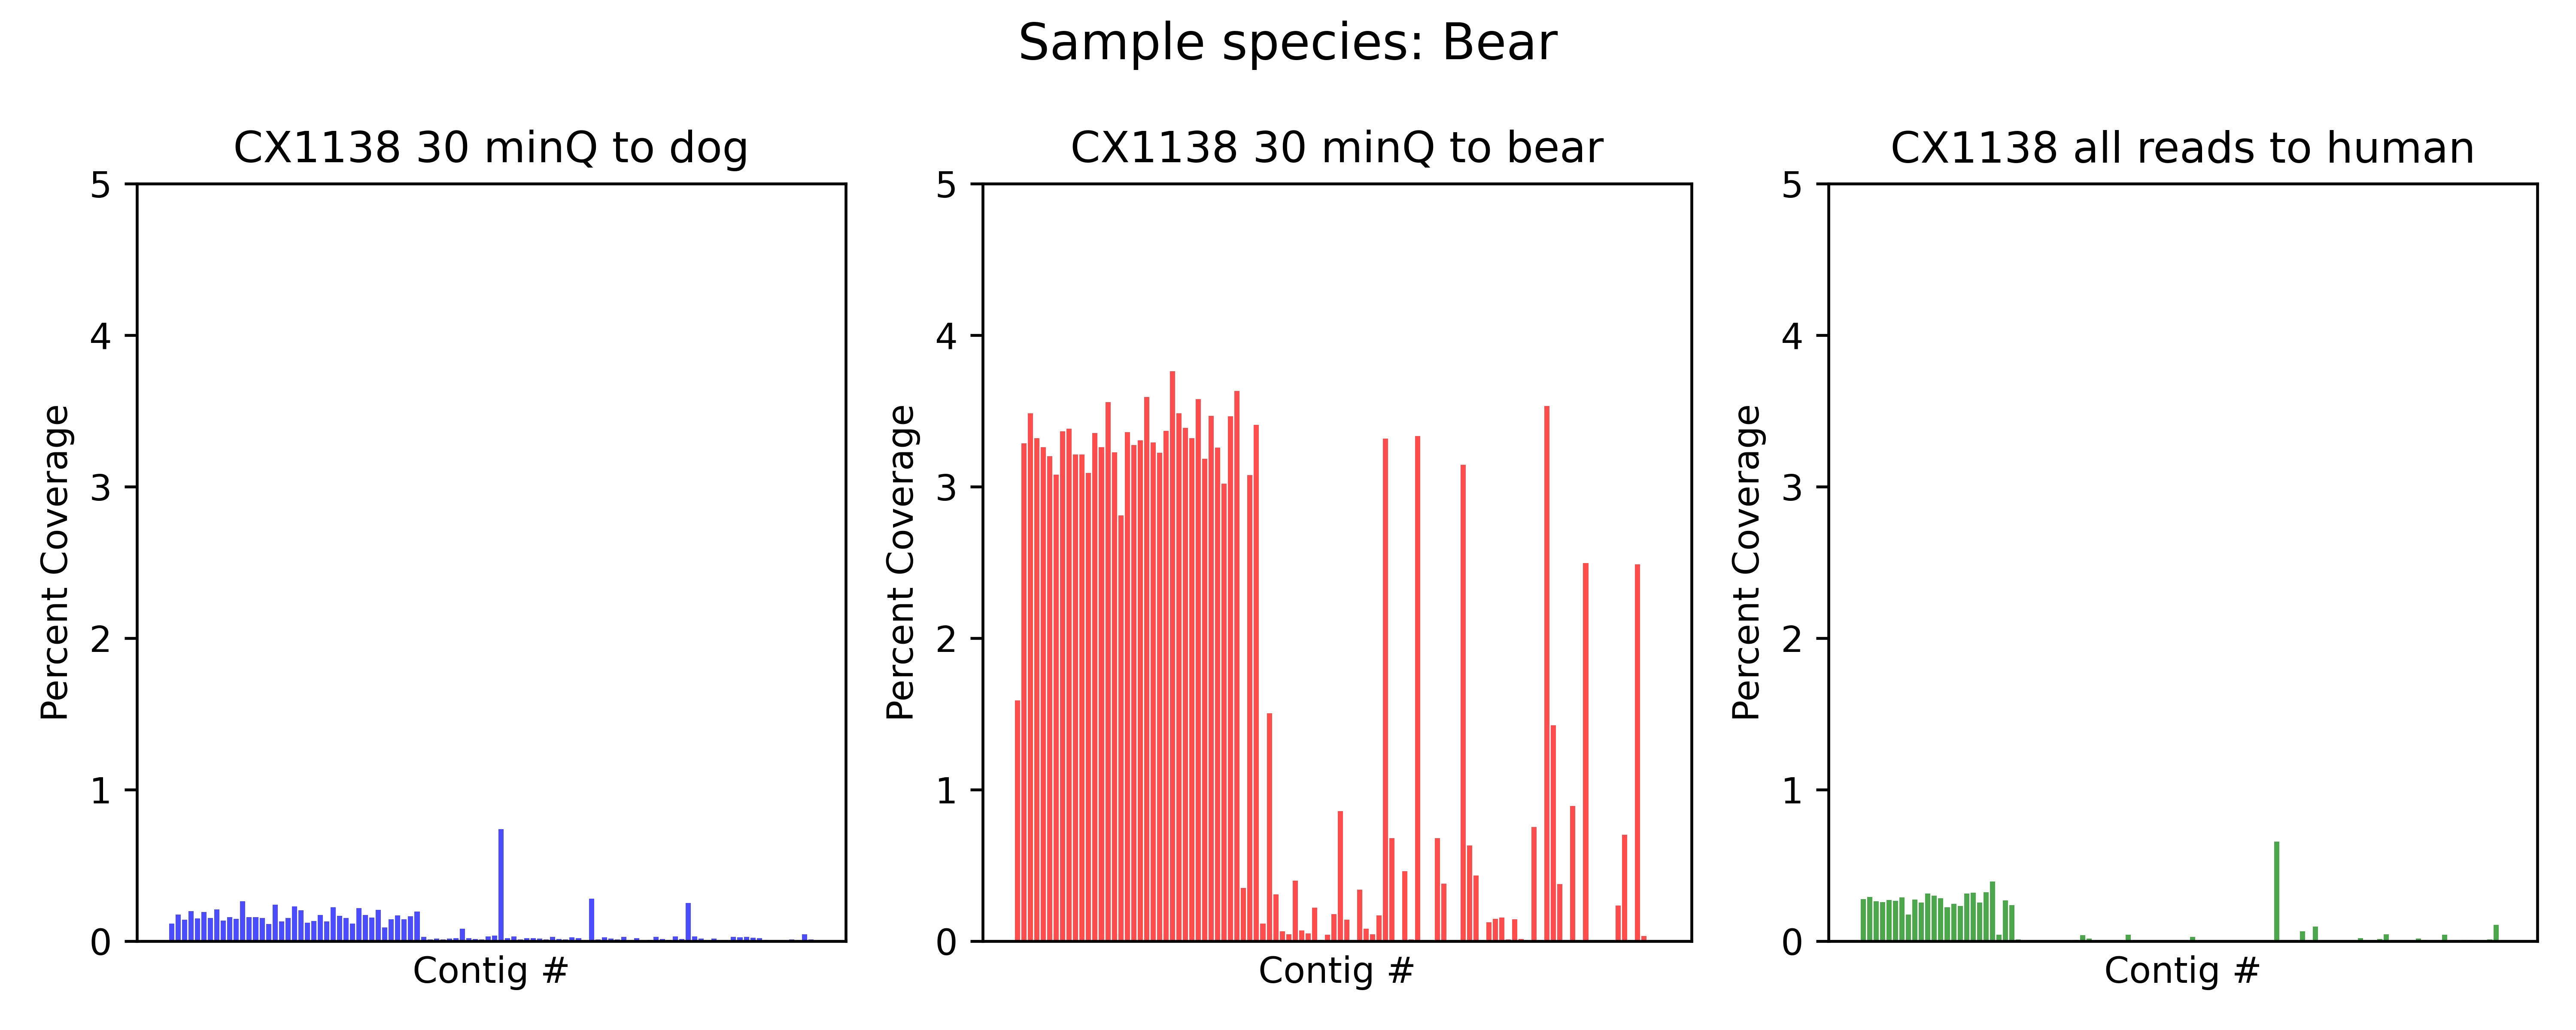 Sample species: Bear
CX1138 30 minQ to dog
5
4
3
2
1
0
Percent Coverage
Contig #
CX1138 30 minQ to bear
5
4
3
2
1
0
Percent Coverage
Contig #
CX1138 all reads to human
5
4
3
2
1
0
Percent Coverage
Contig #